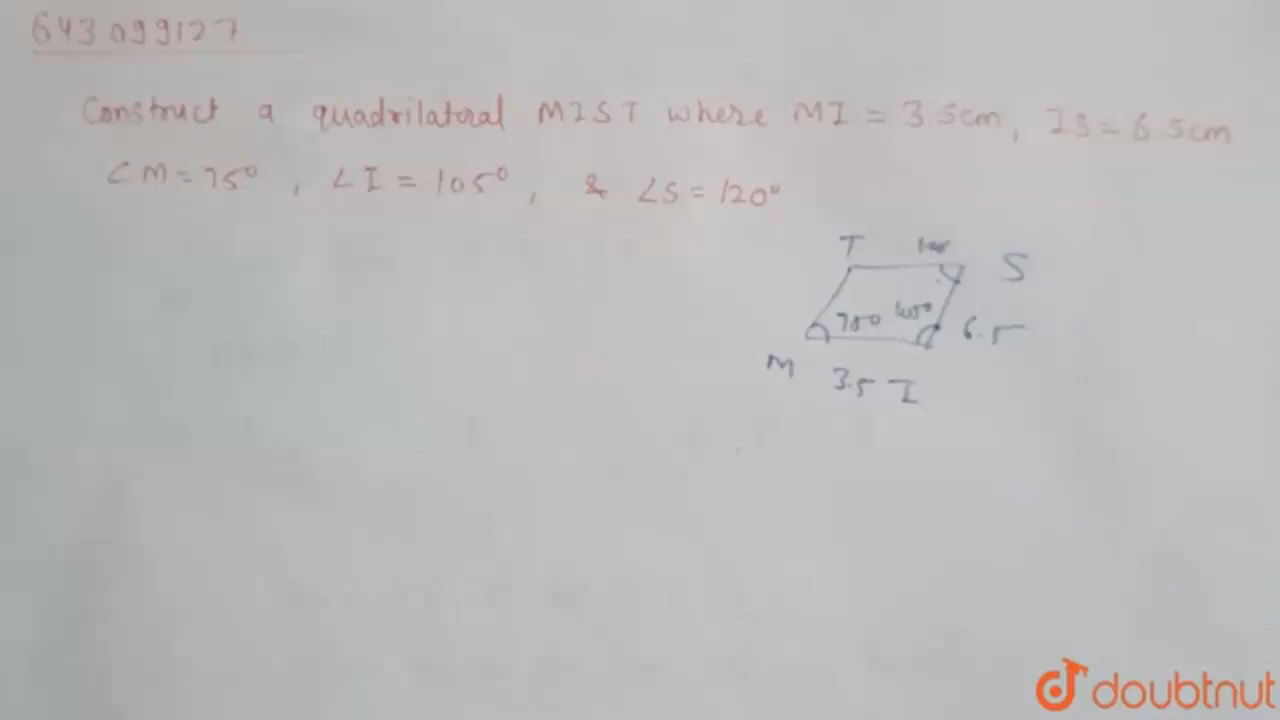 643099127
Construct a quadrilateral MIST where MI = 3 5cm, IS = 6 5cm
∠M = 75°, ∠I = 105°, & ∠S = 120°
T S
75° 105° 6.5
M 3.5 I
doubtnut